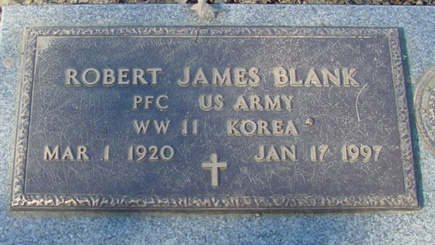 ROBERT JAMES BLANK
PFC US ARMY
WW II KOREA
MAR 1 1920 JAN 17 1997